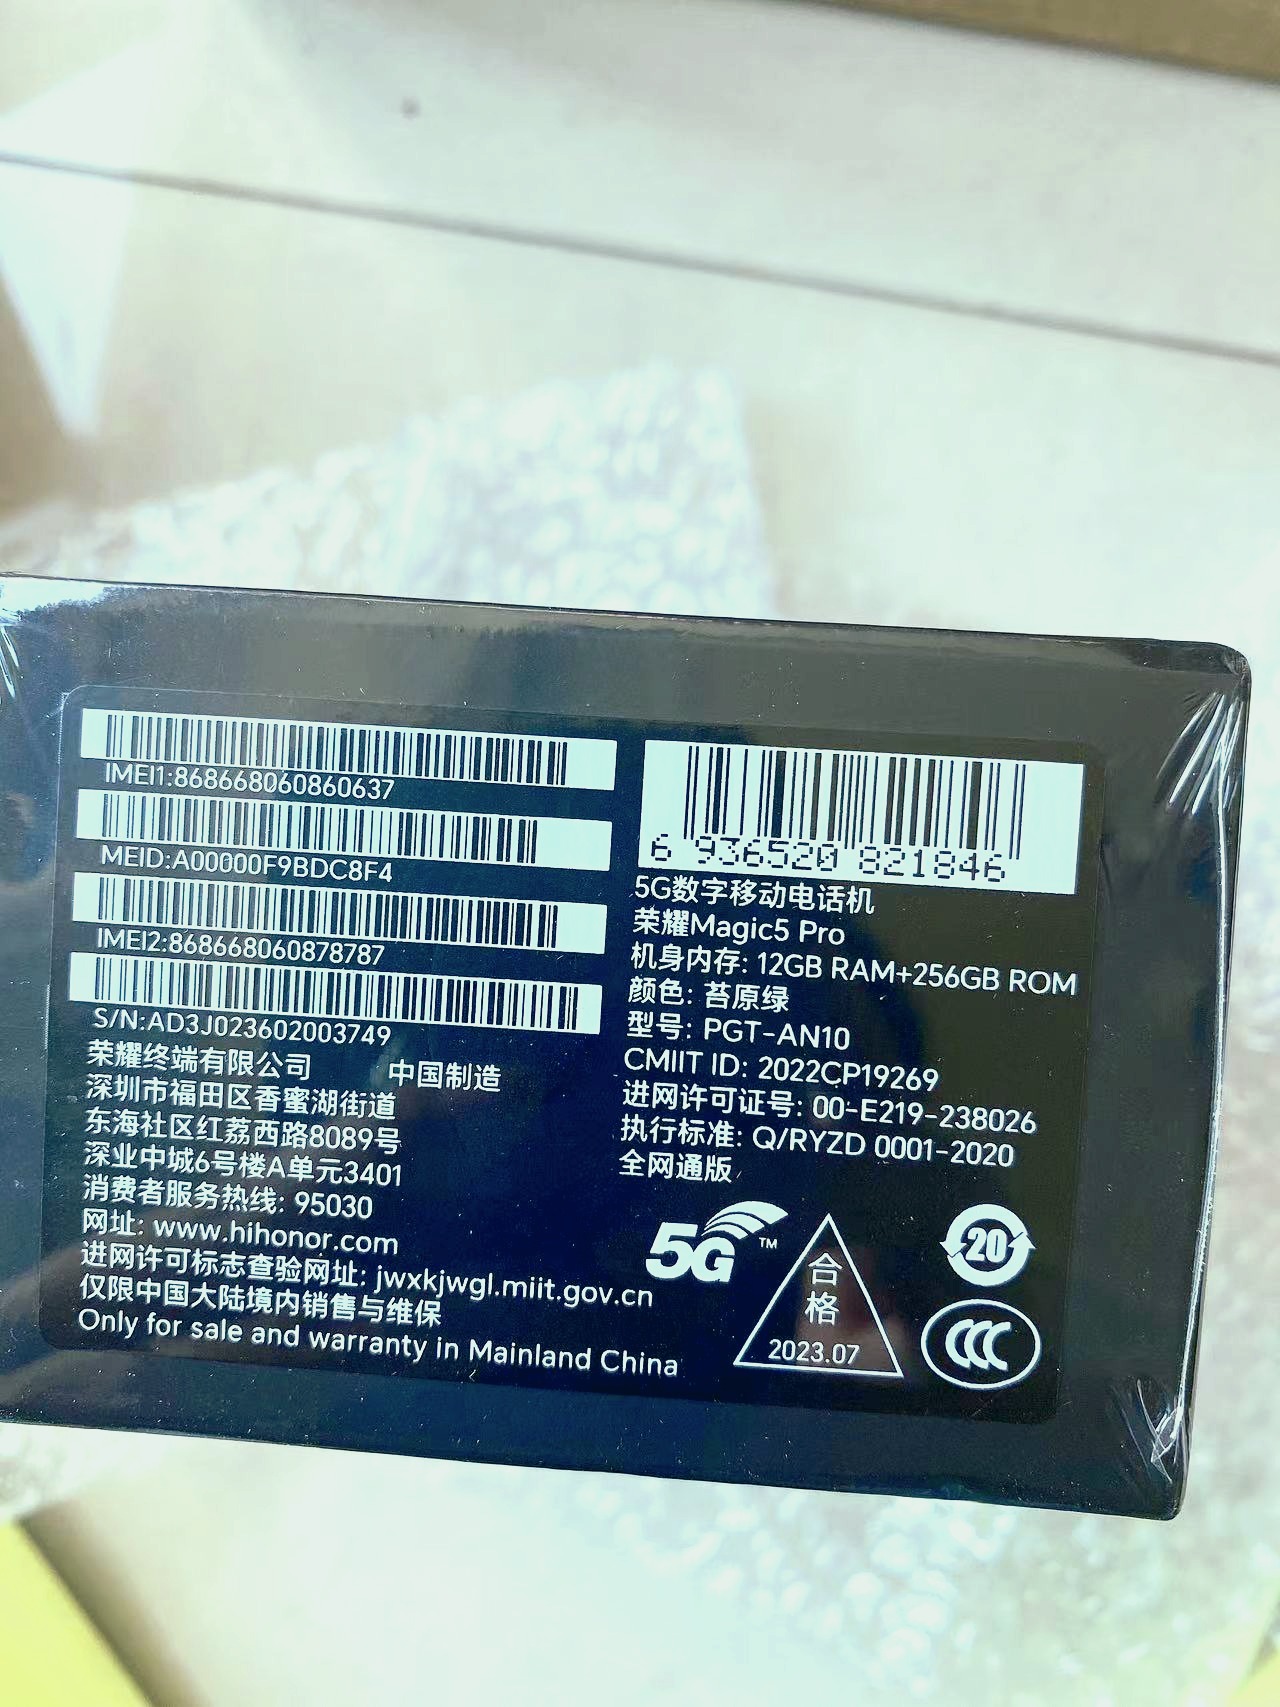 IMEI1:868668060860637
MEID:A00000F9BDC8F4
IMEI2:868668060878787
S/N:AD3J023602003749
荣耀终端有限公司 中国制造
深圳市福田区香蜜湖街道
东海社区红荔西路8089号
深业中城6号楼A单元3401
消费者服务热线: 95030
网址: www.hihonor.com
进网许可标志查验网址: jwxkjwgl.miit.gov.cn
仅限中国大陆境内销售与维保
Only for sale and warranty in Mainland China
6 936520 821846
5G数字移动电话机
荣耀Magic5 Pro
机身内存: 12GB RAM+256GB ROM
颜色: 苔原绿
型号: PGT-AN10
CMIIT ID: 2022CP19269
进网许可证号: 00-E219-238026
执行标准: Q/RYZD 0001-2020
全网通版
5G™
合格
2023.07
20
CCC